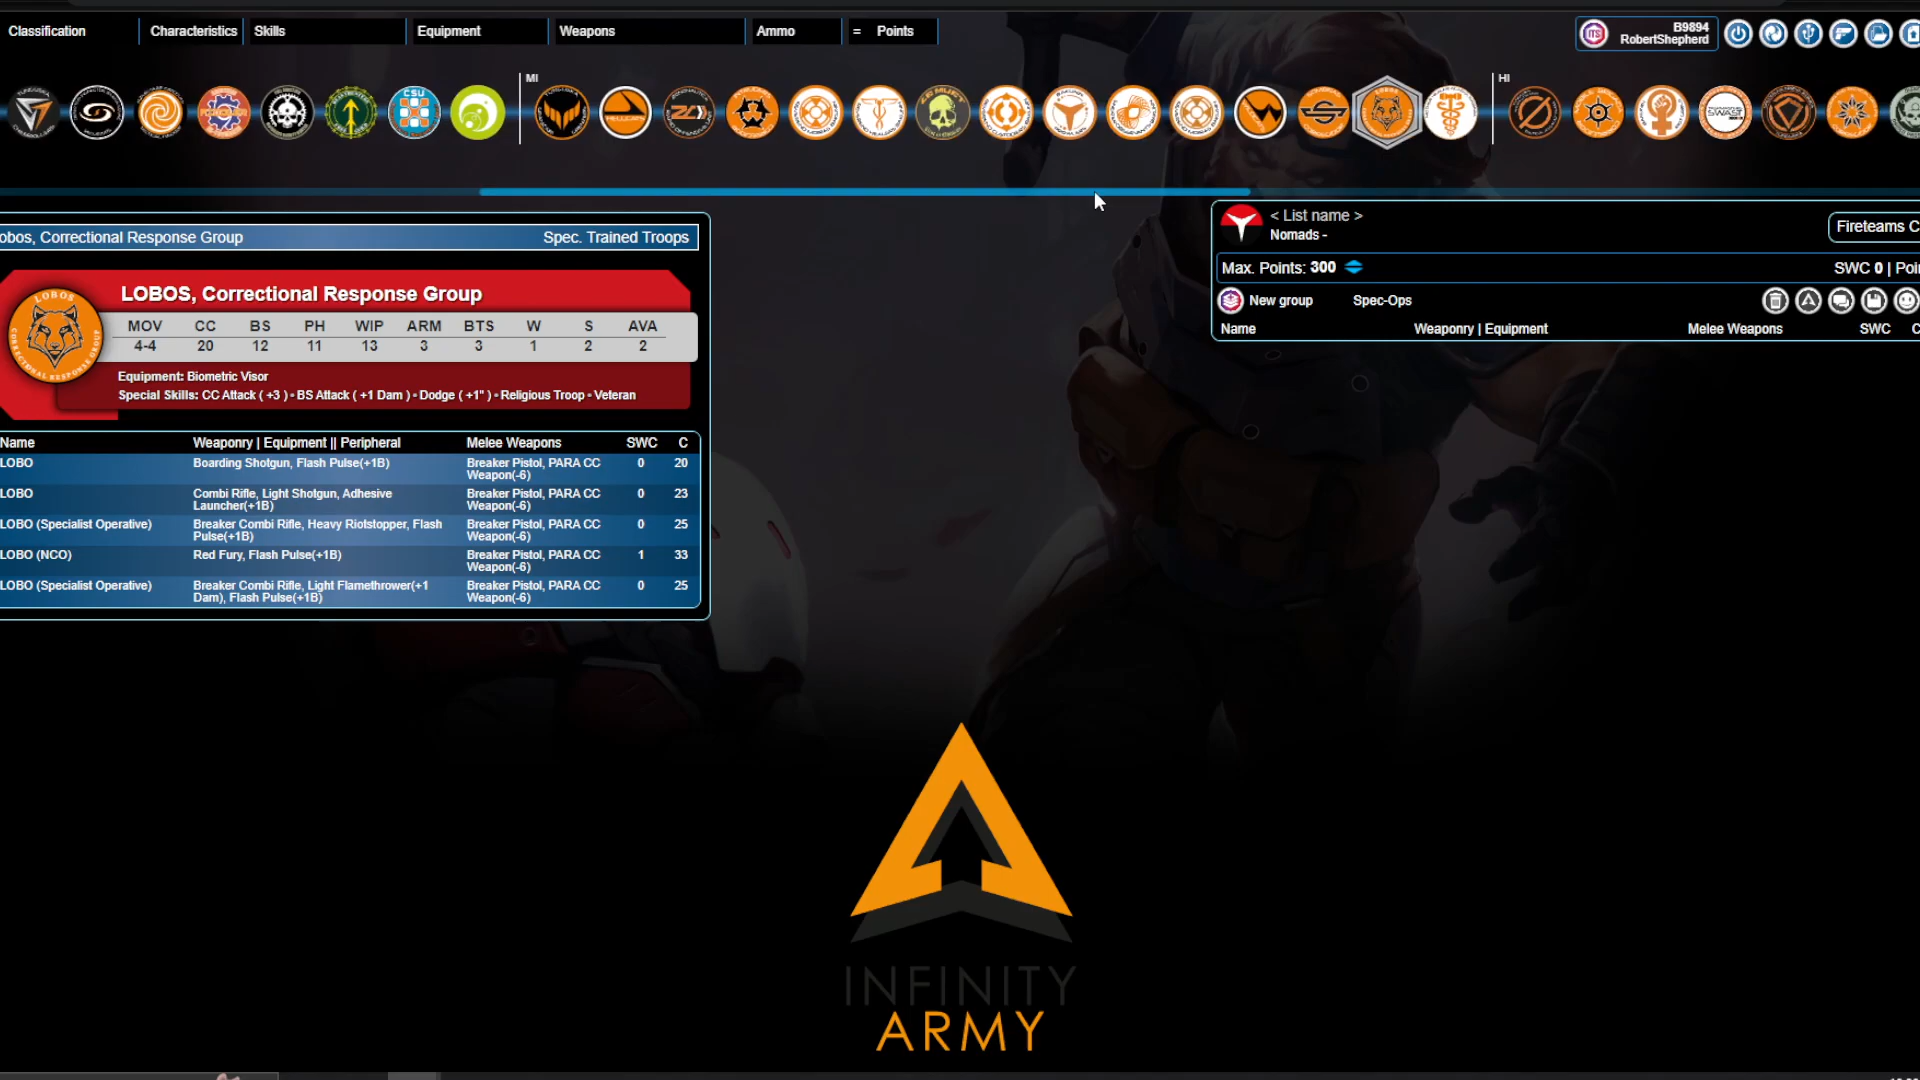 Classification Characteristics Skills Equipment Weapons Ammo = Points
B9894
RobertShepherd
MI
HI
CSU
HELLCATS
SWAST
obos, Correctional Response Group Spec. Trained Troops
LOBOS, Correctional Response Group
LOBOS
CORRECTIONAL RESPONSE GROUP
MOV CC BS PH WIP ARM BTS W S AVA
4-4 20 12 11 13 3 3 1 2 2
Equipment: Biometric Visor
Special Skills: CC Attack ( +3 ) • BS Attack ( +1 Dam ) • Dodge ( +1" ) • Religious Troop • Veteran
Name Weaponry | Equipment || Peripheral Melee Weapons SWC C
LOBO Boarding Shotgun, Flash Pulse(+1B) Breaker Pistol, PARA CC Weapon(-6) 0 20
LOBO Combi Rifle, Light Shotgun, Adhesive Launcher(+1B) Breaker Pistol, PARA CC Weapon(-6) 0 23
LOBO (Specialist Operative) Breaker Combi Rifle, Heavy Riotstopper, Flash Pulse(+1B) Breaker Pistol, PARA CC Weapon(-6) 0 25
LOBO (NCO) Red Fury, Flash Pulse(+1B) Breaker Pistol, PARA CC Weapon(-6) 1 33
LOBO (Specialist Operative) Breaker Combi Rifle, Light Flamethrower(+1 Dam), Flash Pulse(+1B) Breaker Pistol, PARA CC Weapon(-6) 0 25
< List name >
Nomads -
Fireteams C
Max. Points: 300 SWC 0 | Poi
New group Spec-Ops
Name Weaponry | Equipment Melee Weapons SWC C
INFINITY
ARMY